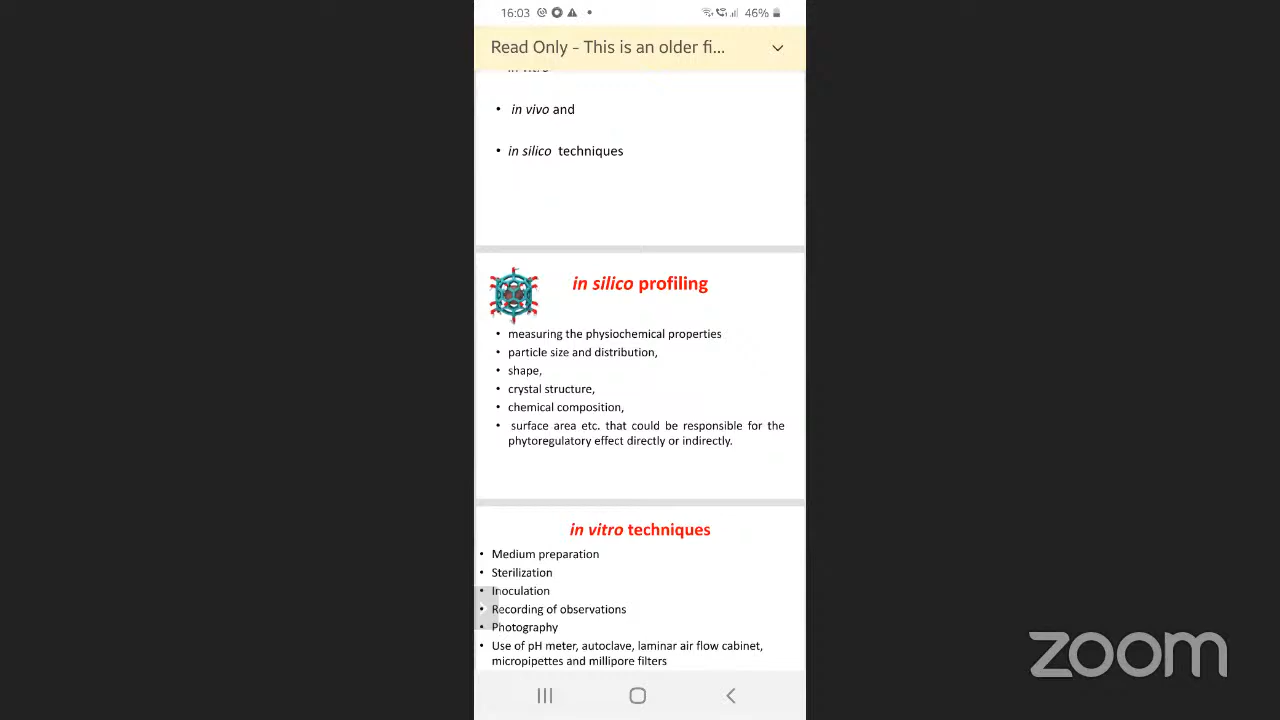 16:03
46%
Read Only - This is an older fi...
in vitro
• in vivo and
• in silico techniques
in silico profiling
• measuring the physiochemical properties
• particle size and distribution,
• shape,
• crystal structure,
• chemical composition,
• surface area etc. that could be responsible for the
phytoregulatory effect directly or indirectly.
in vitro techniques
• Medium preparation
• Sterilization
• Inoculation
• Recording of observations
• Photography
• Use of pH meter, autoclave, laminar air flow cabinet,
micropipettes and millipore filters
zoom